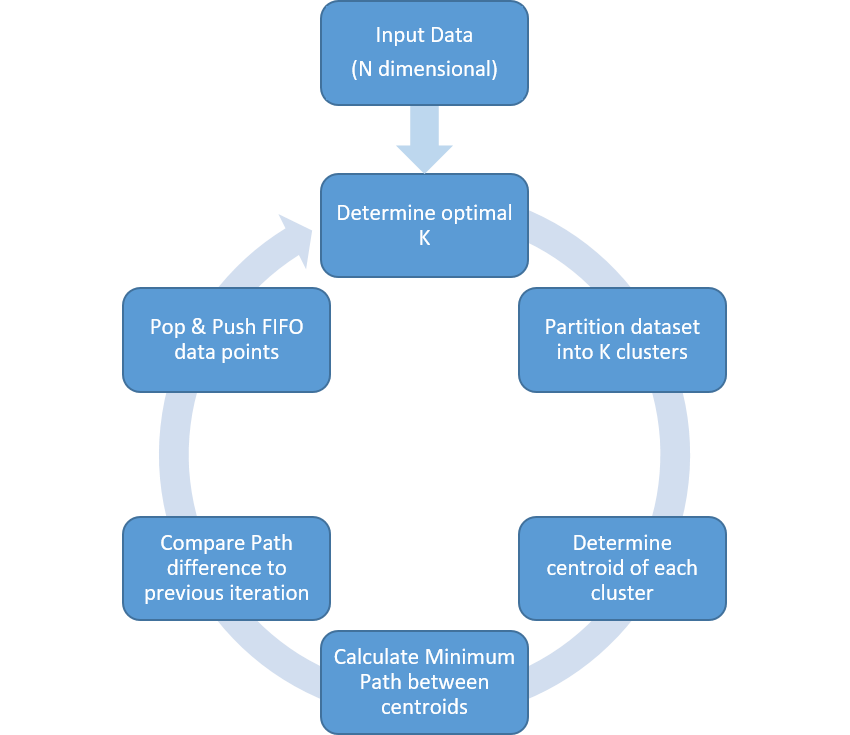 Input Data
(N dimensional)
Determine optimal
K
Partition dataset
into K clusters
Determine
centroid of each
cluster
Calculate Minimum
Path between
centroids
Compare Path
difference to
previous iteration
Pop & Push FIFO
data points